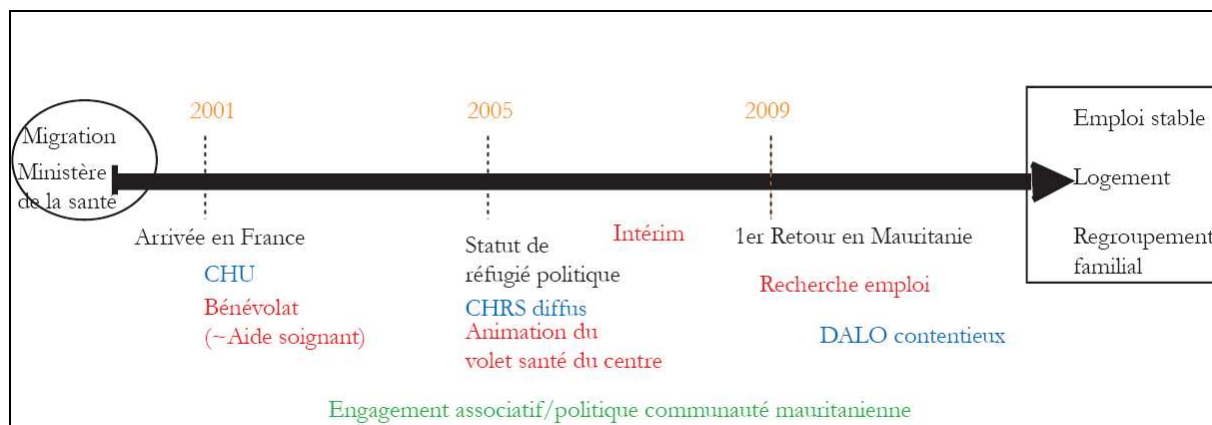 2001
2005
2009
Migration
Ministère
de la santé
Emploi stable
Logement
Regroupement
familial
Arrivée en France
CHU
Bénévolat
(~Aide soignant)
Statut de
réfugié politique
CHRS diffus
Animation du
volet santé du centre
Intérim
1er Retour en Mauritanie
Recherche emploi
DALO contentieux
Engagement associatif/politique communauté mauritanienne